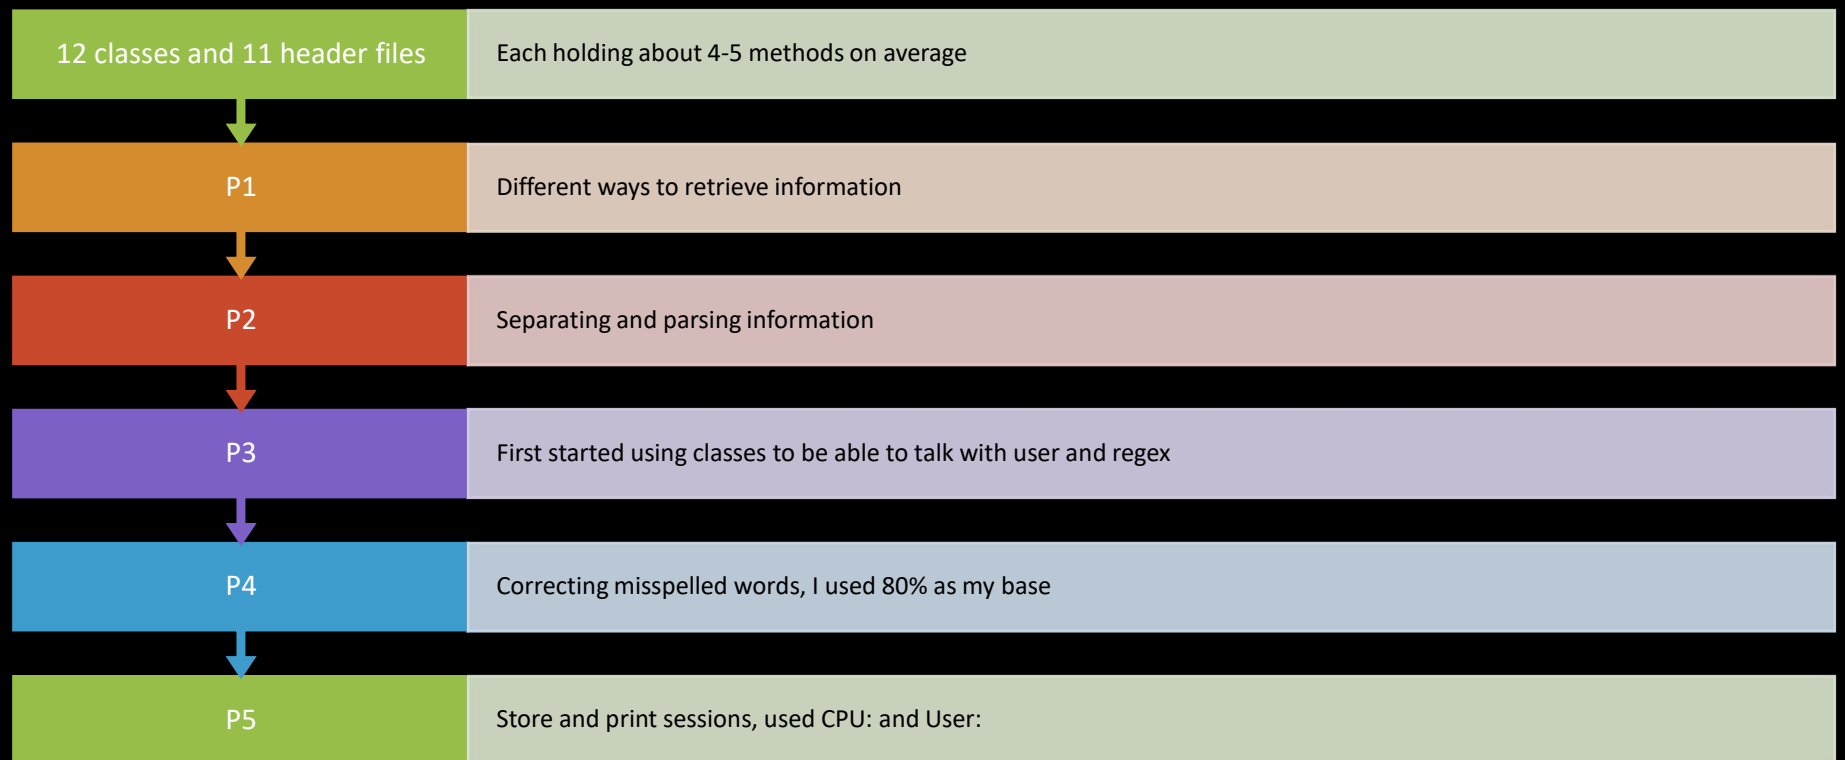 12 classes and 11 header files
Each holding about 4-5 methods on average
P1
Different ways to retrieve information
P2
Separating and parsing information
P3
First started using classes to be able to talk with user and regex
P4
Correcting misspelled words, I used 80% as my base
P5
Store and print sessions, used CPU: and User: